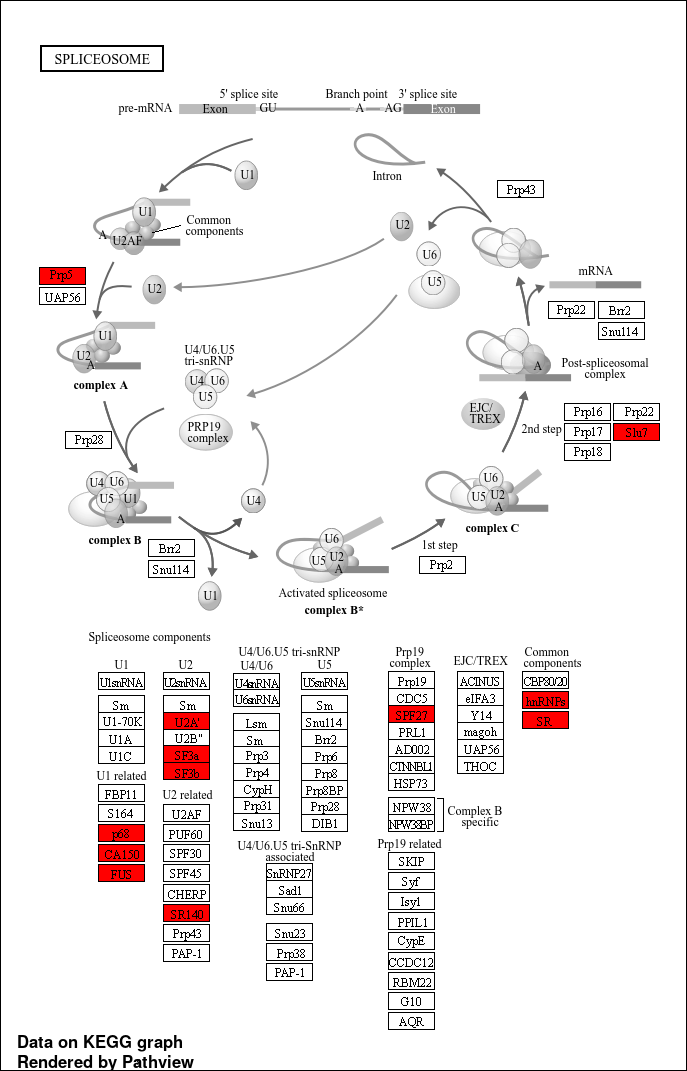 SPLICEOSOME
5' splice site
Branch point
3' splice site
pre-mRNA
Exon
GU
A
AG
Exon
U1
Intron
Prp43
U1
Common
components
A
U2AF
U2
U6
U5
mRNA
Prp5
UAP56
U2
Prp22
Brr2
Snu114
U1
U2
A
complex A
U4/U6.U5
tri-snRNP
U4
U6
U5
PRP19
complex
A
Post-spliceosomal
complex
EJC/
TREX
2nd step
Prp16
Prp22
Prp17
Slu7
Prp18
Prp28
U4
U6
U5
U1
A
complex B
U4
U6
U5
U2
A
complex C
Brr2
Snu114
U1
U6
U5
U2
A
Activated spliceosome
complex B*
1st step
Prp2
Spliceosome components
U1
U1snRNA
Sm
U1-70K
U1A
U1C
U1 related
FBP11
S164
p68
CA150
FUS
U2
U2snRNA
Sm
U2A'
U2B"
SF3a
SF3b
U2 related
U2AF
PUF60
SPF30
SPF45
CHERP
SR140
Prp43
PAP-1
U4/U6.U5 tri-snRNP
U4/U6
U4snRNA
U6snRNA
Lsm
Sm
Prp3
Prp4
CypH
Prp31
Snu13
U5
U5snRNA
Sm
Snu114
Brr2
Prp6
Prp8
Prp8BP
Prp28
DIB1
U4/U6.U5 tri-SnRNP
associated
SnRNP27
Sad1
Snu66
Snu23
Prp38
PAP-1
Prp19
complex
Prp19
CDC5
SPF27
PRL1
AD002
CTNNBL1
HSP73
NPW38
NPW38BP
Complex B
specific
Prp19 related
SKIP
Syf
Isy1
PPIL1
CypE
CCDC12
RBM22
G10
AQR
EJC/TREX
ACINUS
eIFA3
Y14
magoh
UAP56
THOC
Common
components
CBP80/20
hnRNPs
SR
Data on KEGG graph
Rendered by Pathview